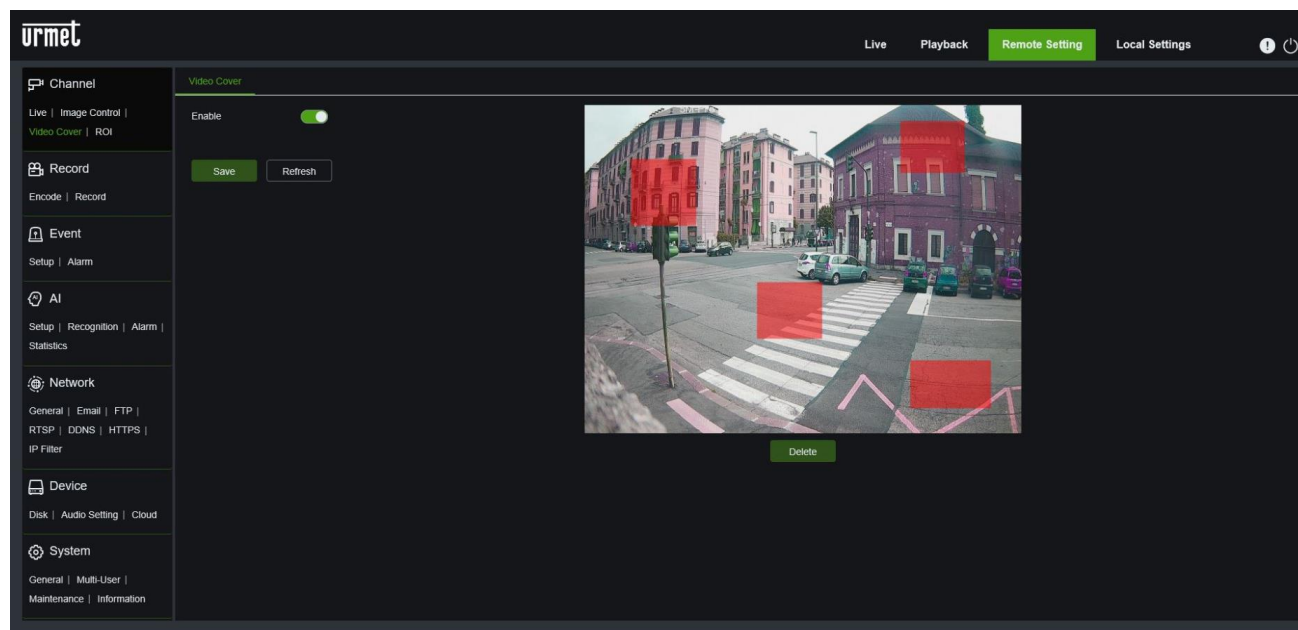 urmet
Live Playback Remote Setting Local Settings
Channel
Live | Image Control |
Video Cover | ROI
Record
Encode | Record
Event
Setup | Alarm
AI
Setup | Recognition | Alarm |
Statistics
Network
General | Email | FTP |
RTSP | DDNS | HTTPS |
IP Filter
Device
Disk | Audio Setting | Cloud
System
General | Multi-User |
Maintenance | Information
Video Cover
Enable
Save Refresh
Delete